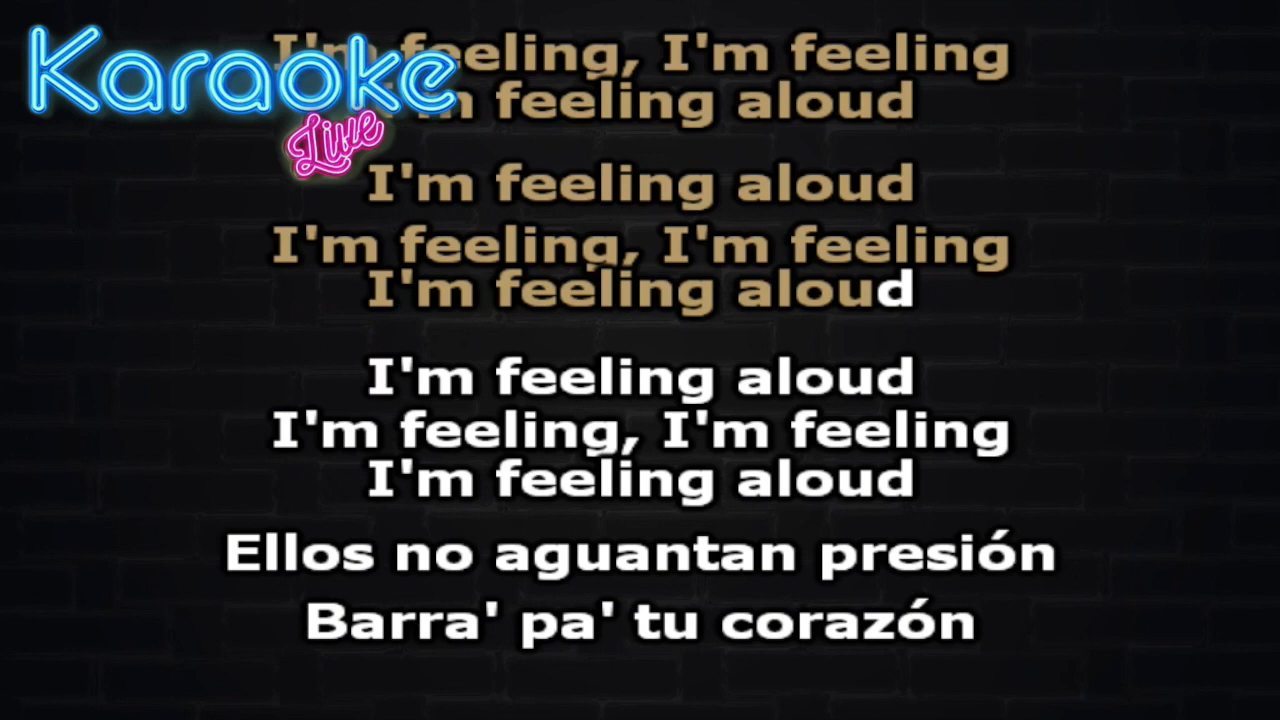 Karaoke
Live
I'm feeling, I'm feeling
I'm feeling aloud
I'm feeling aloud
I'm feeling, I'm feeling
I'm feeling aloud
I'm feeling aloud
I'm feeling, I'm feeling
I'm feeling aloud
Ellos no aguantan presión
Barra' pa' tu corazón